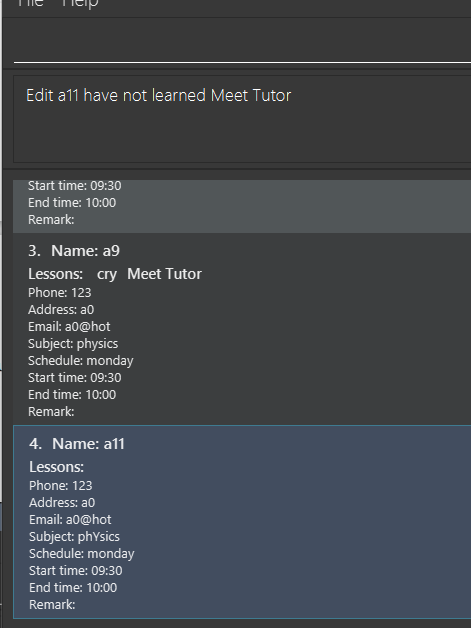 File Help
Edit a11 have not learned Meet Tutor
Start time: 09:30
End time: 10:00
Remark:
3. Name: a9
Lessons: cry Meet Tutor
Phone: 123
Address: a0
Email: a0@hot
Subject: physics
Schedule: monday
Start time: 09:30
End time: 10:00
Remark:
4. Name: a11
Lessons:
Phone: 123
Address: a0
Email: a0@hot
Subject: phYsics
Schedule: monday
Start time: 09:30
End time: 10:00
Remark: